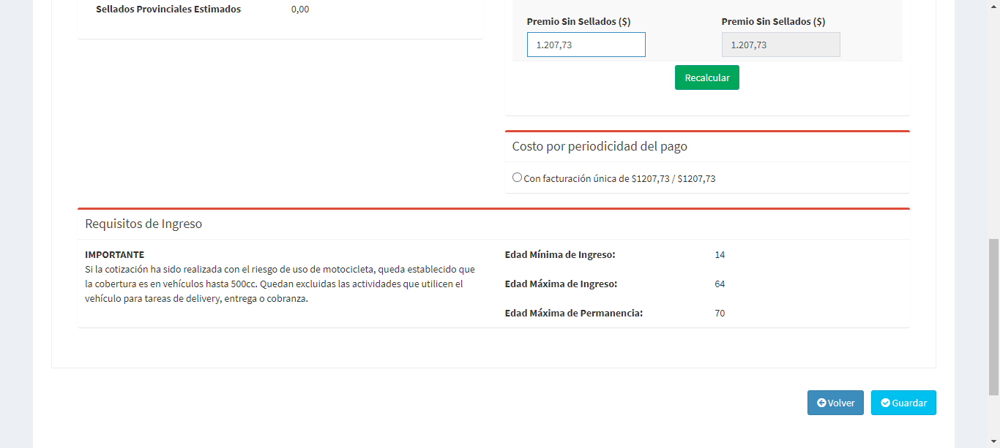 Sellados Provinciales Estimados 0,00
Premio Sin Sellados ($) Premio Sin Sellados ($)
1.207,73 1.207,73
Recalcular
Costo por periodicidad del pago
Con facturación única de $1207,73 / $1207,73
Requisitos de Ingreso
IMPORTANTE
Si la cotización ha sido realizada con el riesgo de uso de motocicleta, queda establecido que
la cobertura es en vehículos hasta 500cc. Quedan excluidas las actividades que utilicen el
vehículo para tareas de delivery, entrega o cobranza.
Edad Mínima de Ingreso: 14
Edad Máxima de Ingreso: 64
Edad Máxima de Permanencia: 70
Volver Guardar